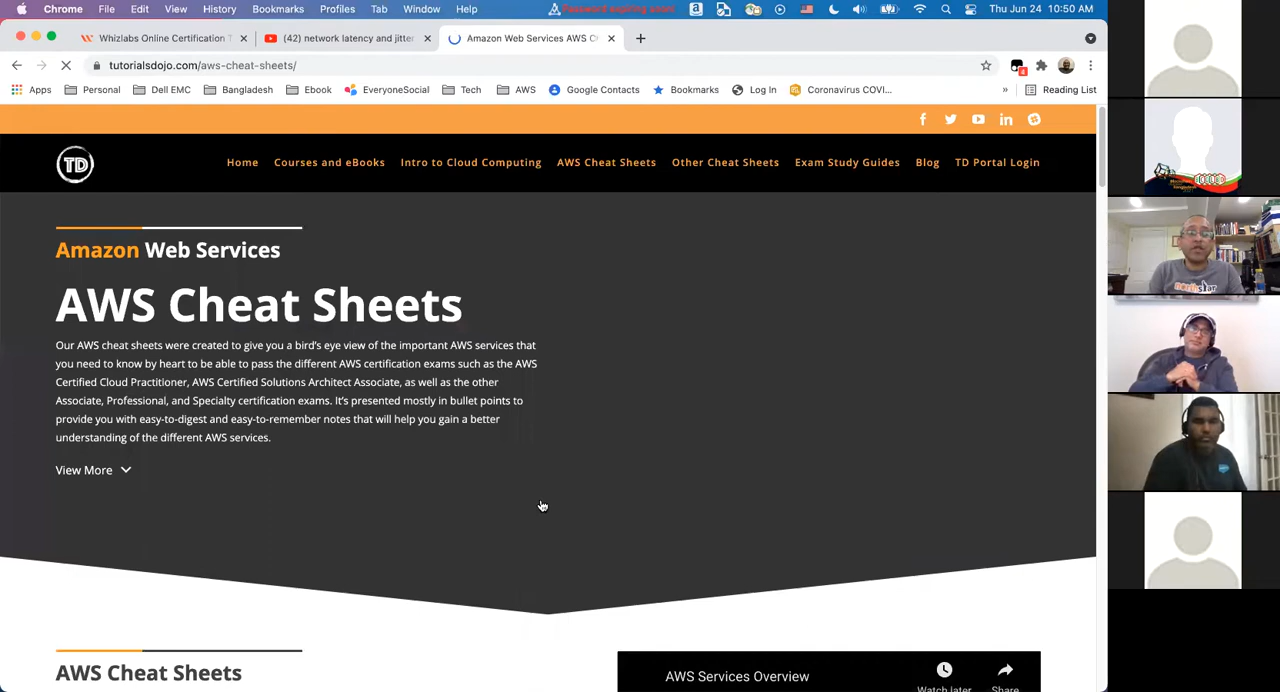 Chrome File Edit View History Bookmarks Profiles Tab Window Help Password expiring soon Thu Jun 24 10:50 AM
Whizlabs Online Certification T (42) network latency and jitter Amazon Web Services AWS C
tutorialsdojo.com/aws-cheat-sheets/
Apps Personal Dell EMC Bangladesh Ebook EveryoneSocial Tech AWS Google Contacts Bookmarks Log In Coronavirus COVI... » Reading List
TD Home Courses and eBooks Intro to Cloud Computing AWS Cheat Sheets Other Cheat Sheets Exam Study Guides Blog TD Portal Login
Amazon Web Services
AWS Cheat Sheets
Our AWS cheat sheets were created to give you a bird's eye view of the important AWS services that
you need to know by heart to be able to pass the different AWS certification exams such as the AWS
Certified Cloud Practitioner, AWS Certified Solutions Architect Associate, as well as the other
Associate, Professional, and Specialty certification exams. It's presented mostly in bullet points to
provide you with easy-to-digest and easy-to-remember notes that will help you gain a better
understanding of the different AWS services.
View More
AWS Cheat Sheets
AWS Services Overview
Watch later Share
northstar